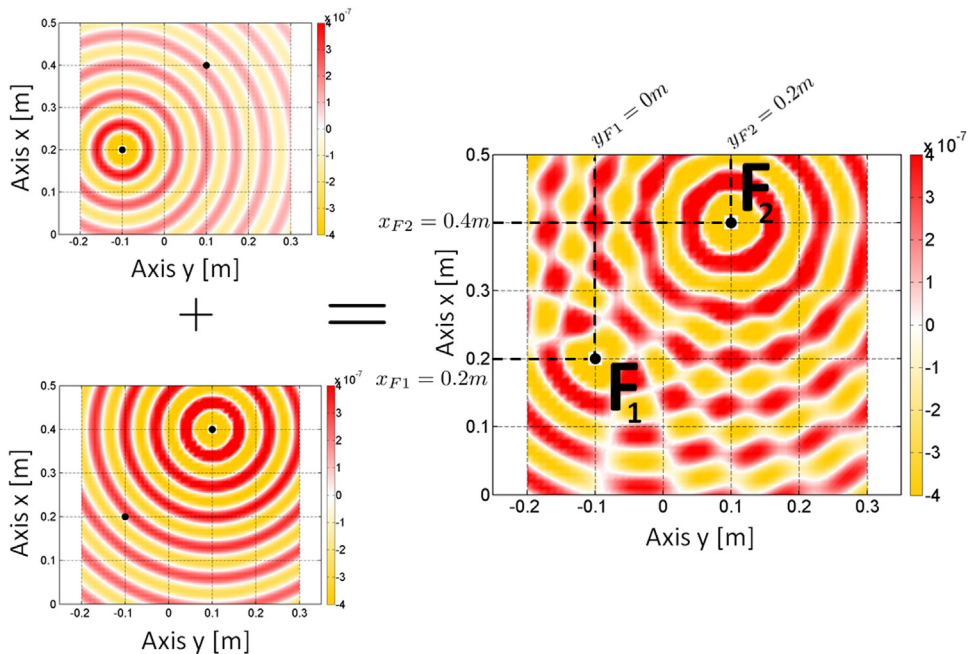 x 10⁻⁷
0.5
0.4
0.3
0.2
0.1
0
-0.2 -0.1 0 0.1 0.2 0.3
4
3
2
1
0
-1
-2
-3
-4
Axis x [m]
Axis y [m]
+
=
x 10⁻⁷
0.5
0.4
0.3
0.2
0.1
0
-0.2 -0.1 0 0.1 0.2 0.3
4
3
2
1
0
-1
-2
-3
-4
Axis x [m]
Axis y [m]
y_{F1} = 0m
y_{F2} = 0.2m
x 10⁻⁷
0.5
x_{F2} = 0.4m
0.4
0.3
0.2
x_{F1} = 0.2m
0.1
0
F₂
F₁
-0.2 -0.1 0 0.1 0.2 0.3
4
3
2
1
0
-1
-2
-3
-4
Axis x [m]
Axis y [m]